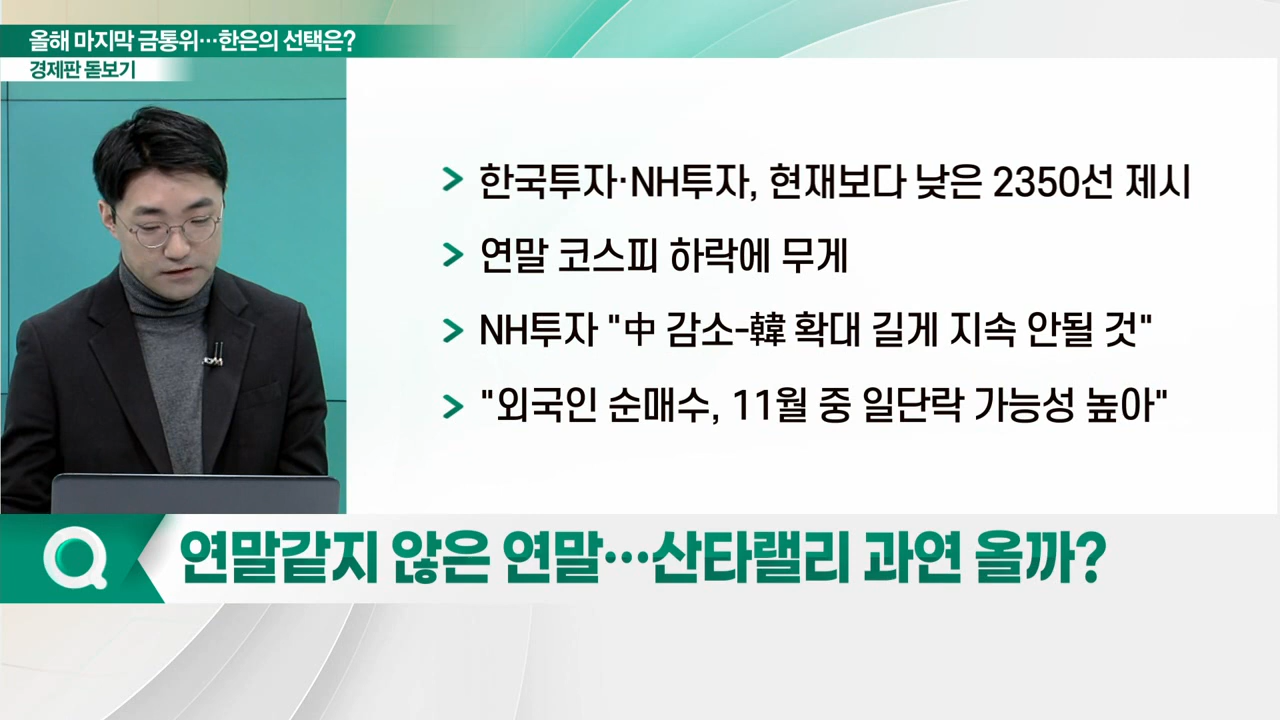 올해 마지막 금통위…한은의 선택은?
경제판 돋보기
> 한국투자·NH투자, 현재보다 낮은 2350선 제시
> 연말 코스피 하락에 무게
> NH투자 "中 감소-韓 확대 길게 지속 안될 것"
> "외국인 순매수, 11월 중 일단락 가능성 높아"
연말같지 않은 연말…산타랠리 과연 올까?